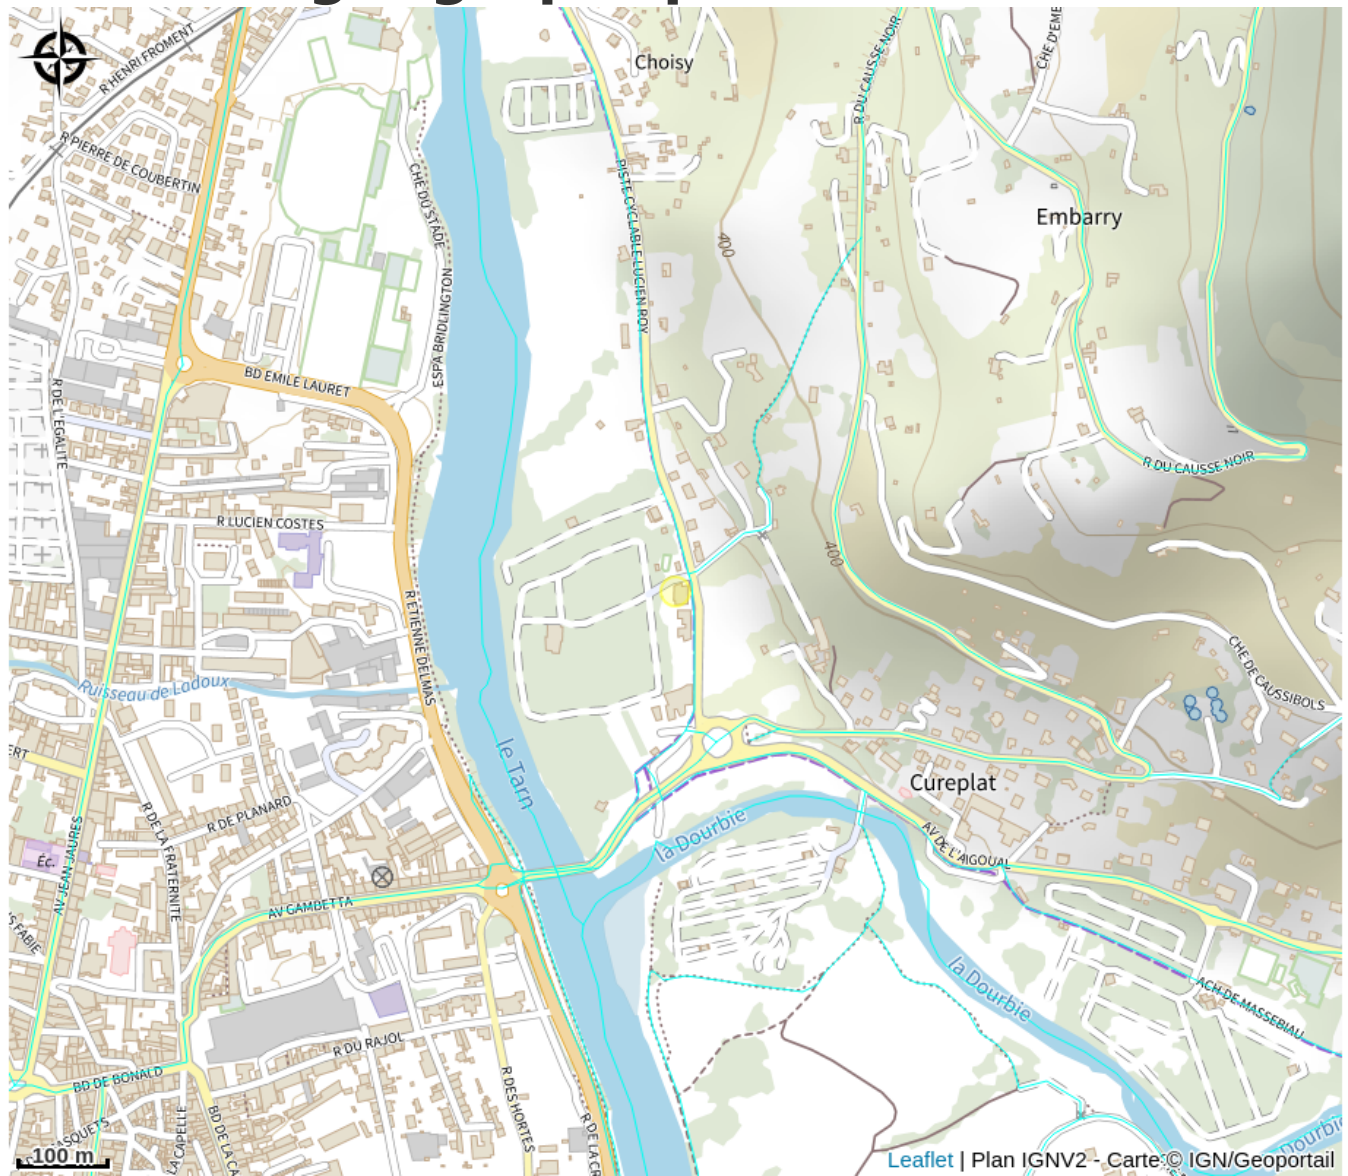 Choisy
R HENRI FROMENT
R DU CAUSSE NOIR
R PIERRE DE COUBERTIN
CHE DU STADE
PISTE CYCLABLE LUCIEN ROY
Embarry
400
ESPA BRIDLINGTON
BD EMILE LAURET
R DE L'EGALITE
R DU CAUSSE NOIR
R LUCIEN COSTES
400
R ETIENNE DELMAS
CHE DE CAUSSIBOLS
Ruisseau de Ladoux
le Tarn
Cureplat
R DE PLANARD
R DE LA FRATERNITE
la Dourbie
AV DE L'AIGOUAL
Éc.
AV JEAN JAURES
AV GAMBETTA
la Dourbie
ACH DE MASSEBIAU
R DU RAJOL
BD DE BONALD
R DES HORTES
100 m
Dourbie
Leaflet | Plan IGNV2 - Carte © IGN/Geoportail